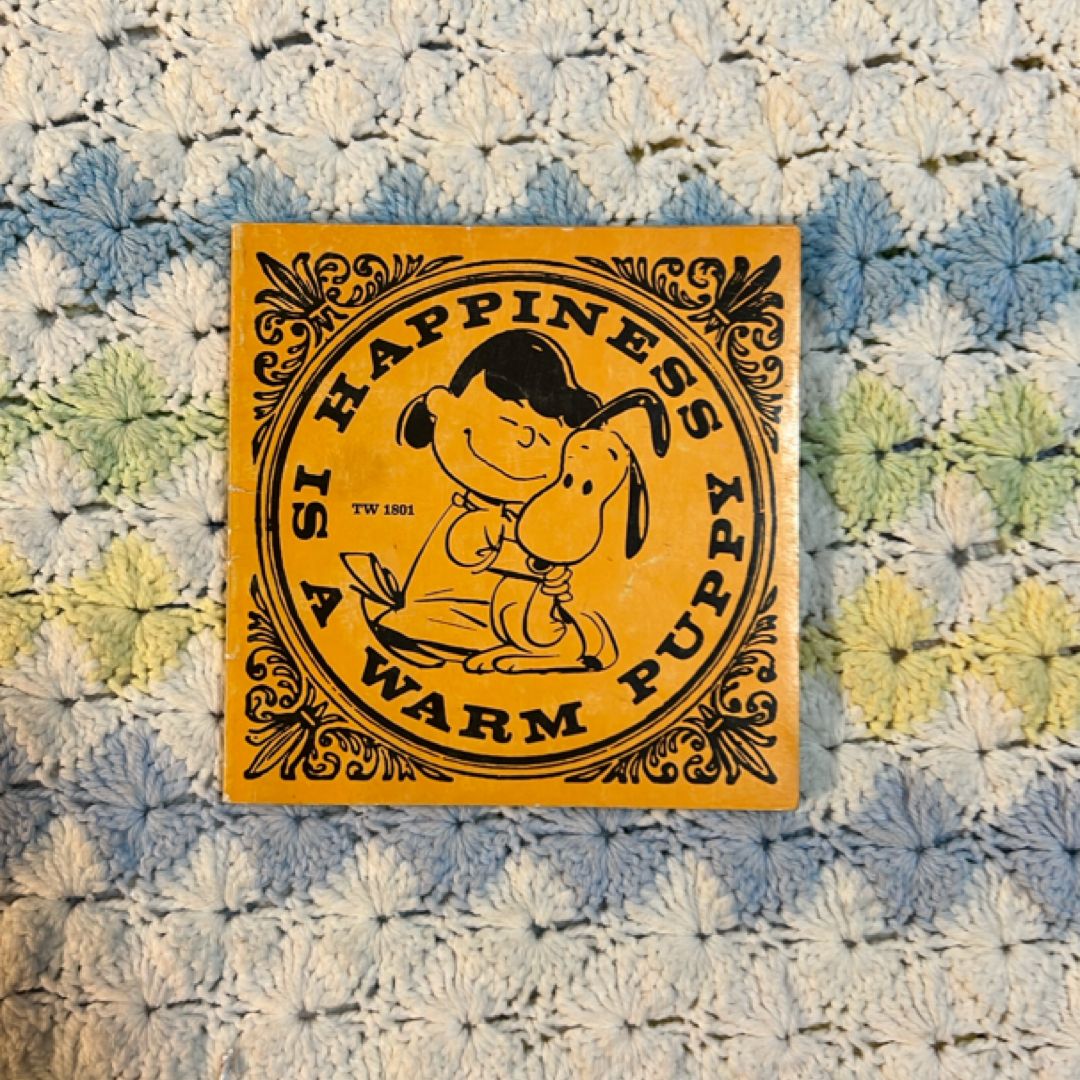 HAPPINESS IS A WARM PUPPY
TW 1801